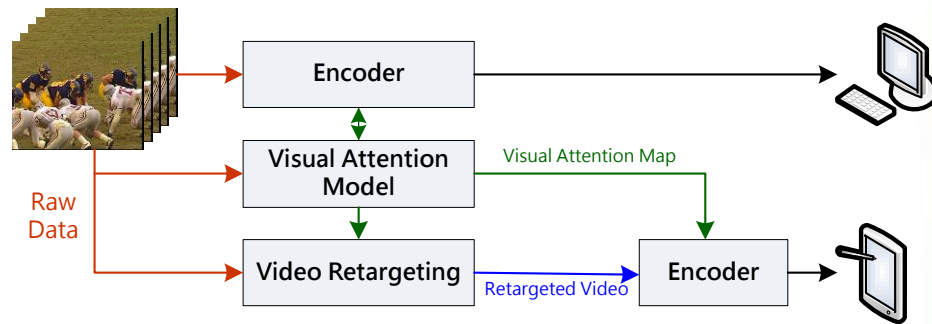 Encoder
Visual Attention
Model
Visual Attention Map
Raw
Data
Video Retargeting
Retargeted Video
Encoder